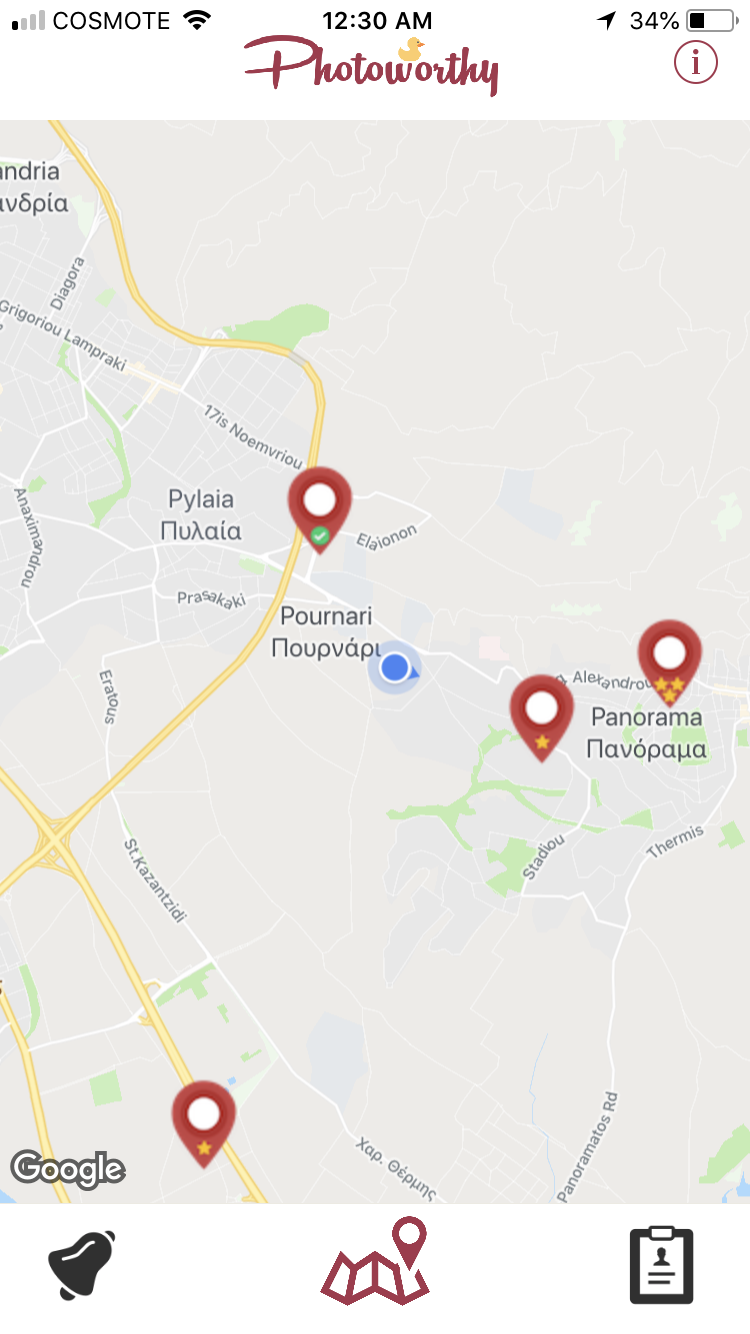 COSMOTE 12:30 AM 34%
Photoworthy
i
andria
ανδρία
Diagora
Grigoriou Lampraki
17is Noemvriou
Pylaia
Πυλαία
Elaionon
Anaximandrou
Prasakaki
Pournari
Πουρνάρι
Alexandrou
Eratous
Panorama
Πανόραμα
Stadiou
Thermis
St.Kazantzidi
Panoramatos Rd
Χαρ. Θέρμης
Google